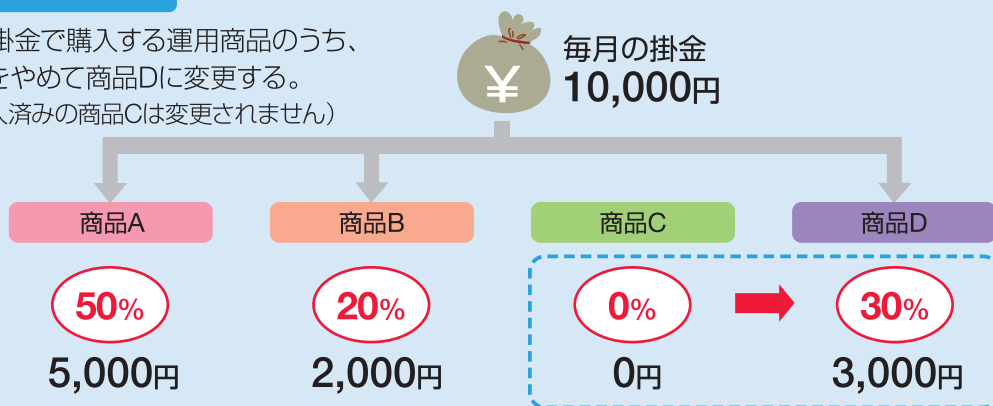 掛金で購入する運用商品のうち、
をやめて商品Dに変更する。
済みの商品Cは変更されません）
¥
毎月の掛金
10,000円
商品A
商品B
商品C
商品D
50%
20%
0%
30%
5,000円
2,000円
0円
3,000円